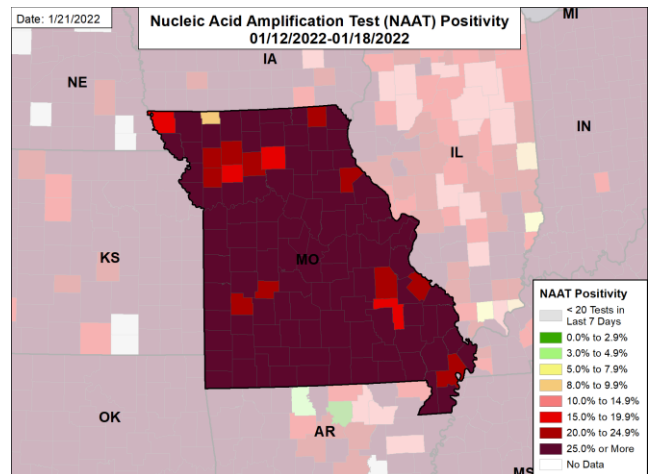 Date: 1/21/2022
Nucleic Acid Amplification Test (NAAT) Positivity
01/12/2022-01/18/2022
MI
IA
NE
IN
IL
KS
MO
NAAT Positivity
< 20 Tests in
Last 7 Days
0.0% to 2.9%
3.0% to 4.9%
5.0% to 7.9%
8.0% to 9.9%
10.0% to 14.9%
15.0% to 19.9%
20.0% to 24.9%
25.0% or More
No Data
OK
AR
MS